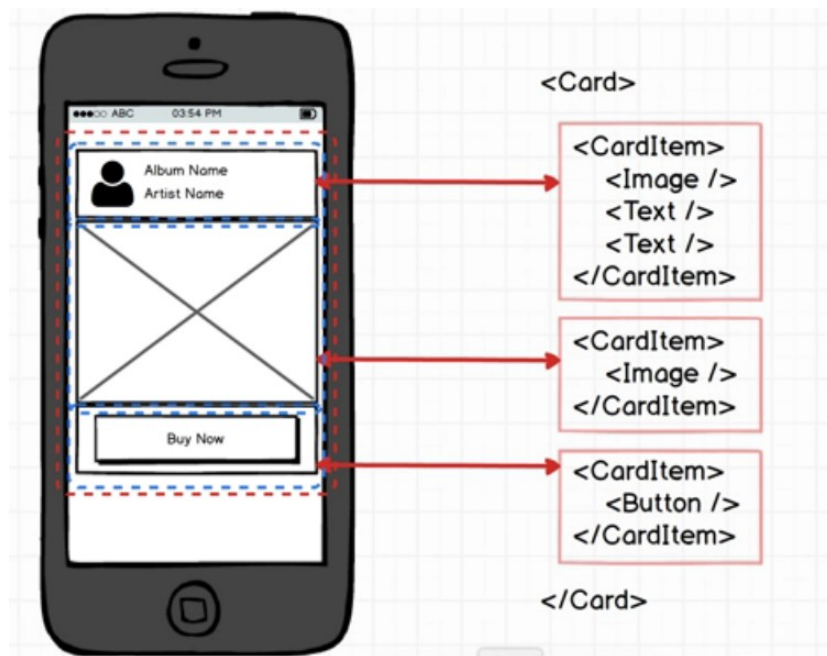 ABC 03:54 PM
Album Name
Artist Name
Buy Now
<Card>
<CardItem>
<Image />
<Text />
<Text />
</CardItem>
<CardItem>
<Image />
</CardItem>
<CardItem>
<Button />
</CardItem>
</Card>